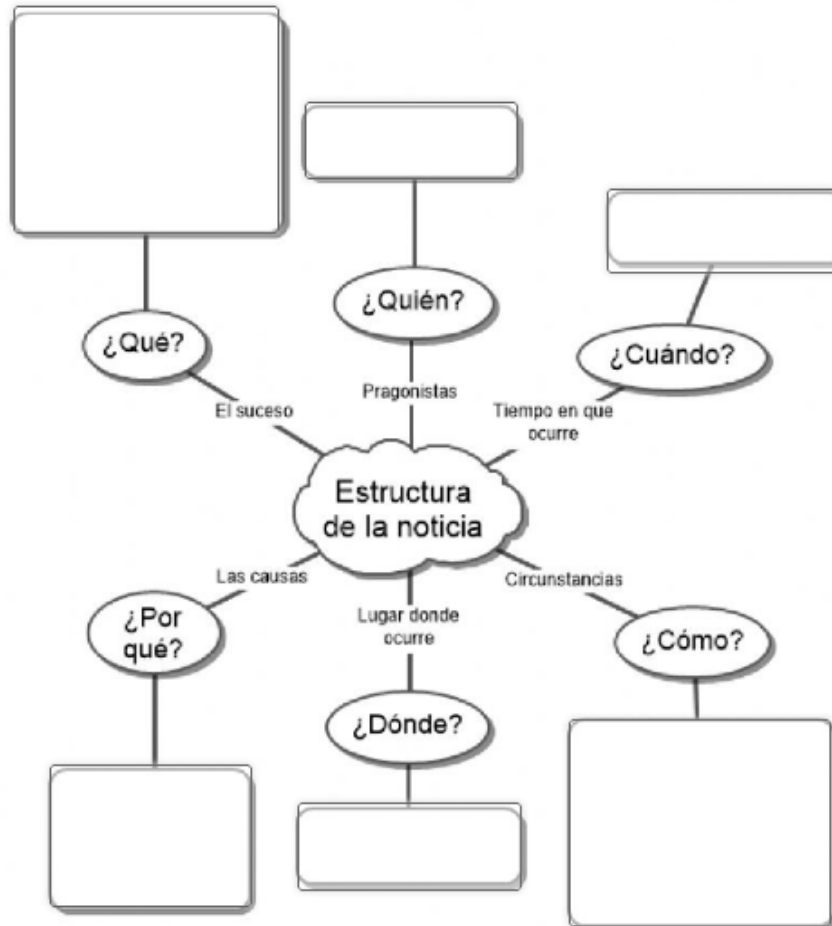 ¿Quién?
¿Qué?
¿Cuándo?
El suceso
Pragonistas
Tiempo en que
ocurre
Estructura
de la noticia
Las causas
Lugar donde
ocurre
Circunstancias
¿Por
qué?
¿Dónde?
¿Cómo?